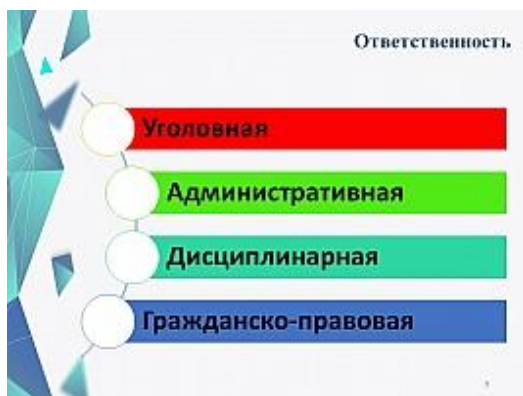 Ответственность
Уголовная
Административная
Дисциплинарная
Гражданско-правовая